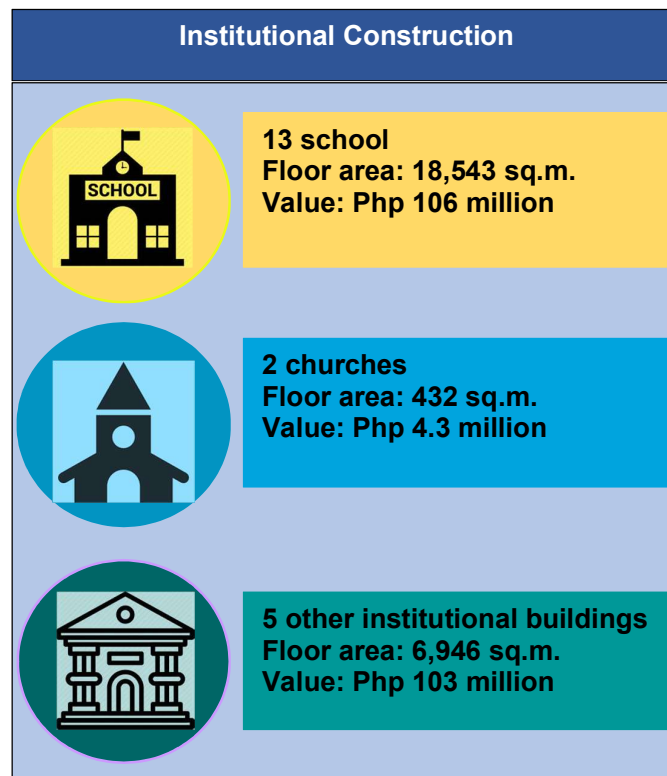 Institutional Construction
SCHOOL
13 school
Floor area: 18,543 sq.m.
Value: Php 106 million
2 churches
Floor area: 432 sq.m.
Value: Php 4.3 million
5 other institutional buildings
Floor area: 6,946 sq.m.
Value: Php 103 million